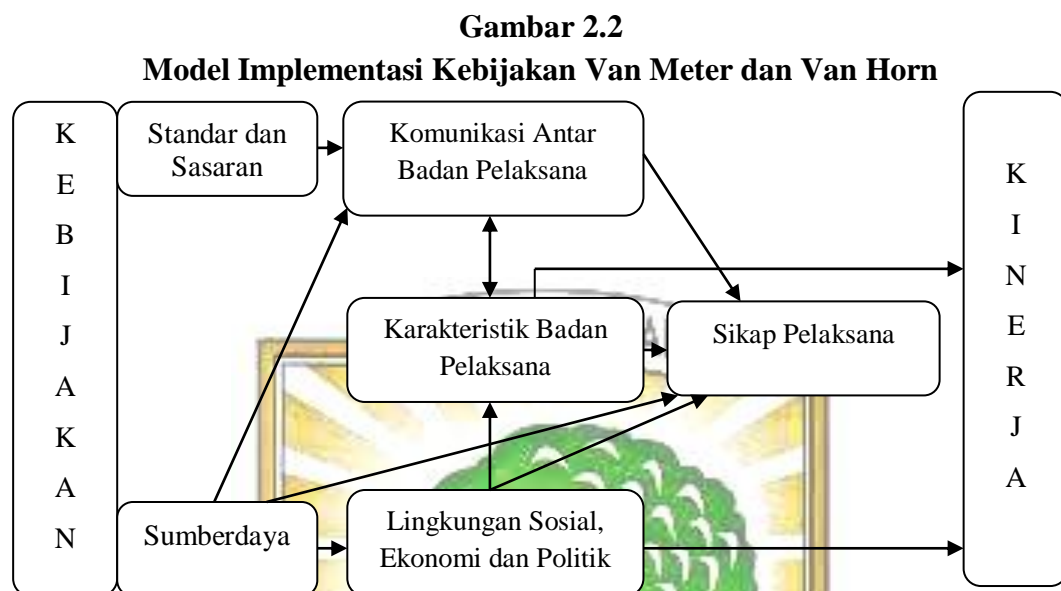 Gambar 2.2
Model Implementasi Kebijakan Van Meter dan Van Horn
K
E
B
I
J
A
K
A
N
Standar dan
Sasaran
Komunikasi Antar
Badan Pelaksana
Karakteristik Badan
Pelaksana
Sikap Pelaksana
Sumberdaya
Lingkungan Sosial,
Ekonomi dan Politik
K
I
N
E
R
J
A